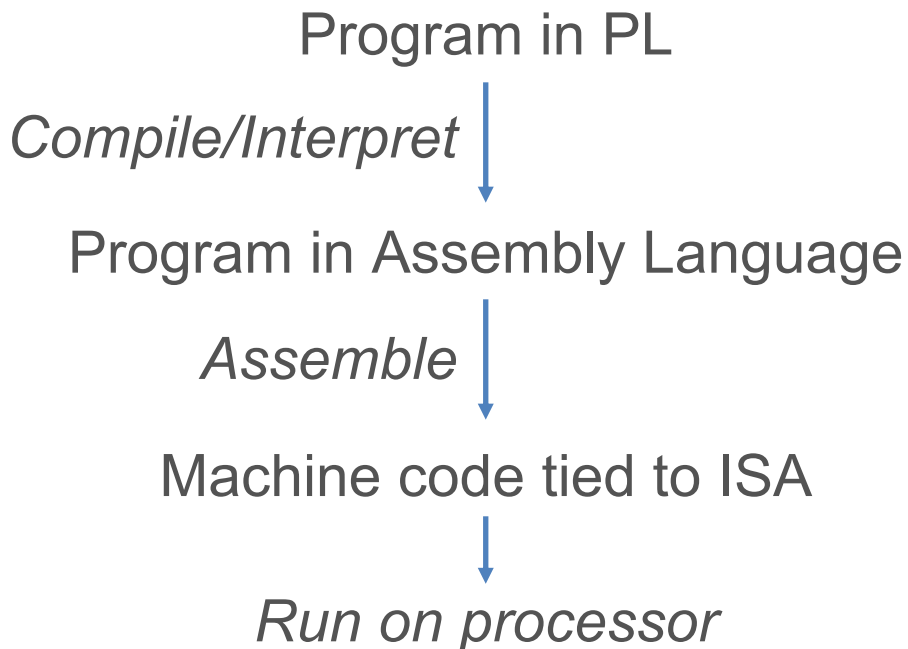 Program in PL
Compile/Interpret
Program in Assembly Language
Assemble
Machine code tied to ISA
Run on processor